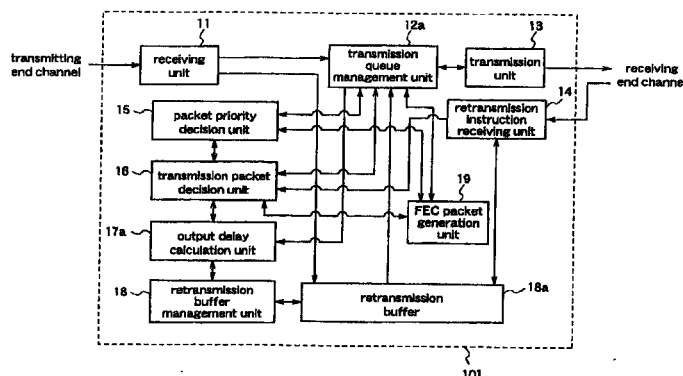 11
12a
13
transmitting
end channel
receiving
unit
transmission
queue
management unit
transmission
unit
receiving
end channel
14
15
packet priority
decision unit
retransmission
instruction
receiving unit
16
transmission packet
decision unit
19
FEC packet
generation
unit
17a
output delay
calculation unit
18
retransmission
buffer
management unit
retransmission
buffer
18a
101